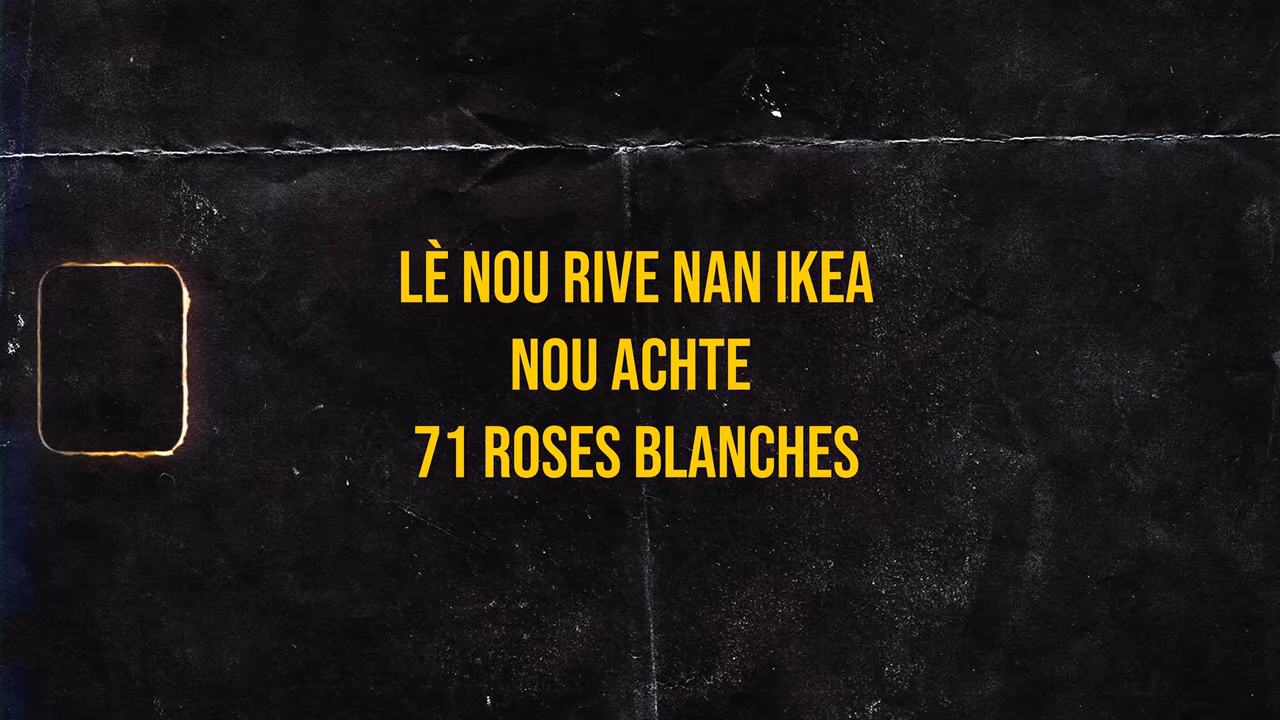 LÈ NOU RIVE NAN IKEA
NOU ACHTE
71 ROSES BLANCHES